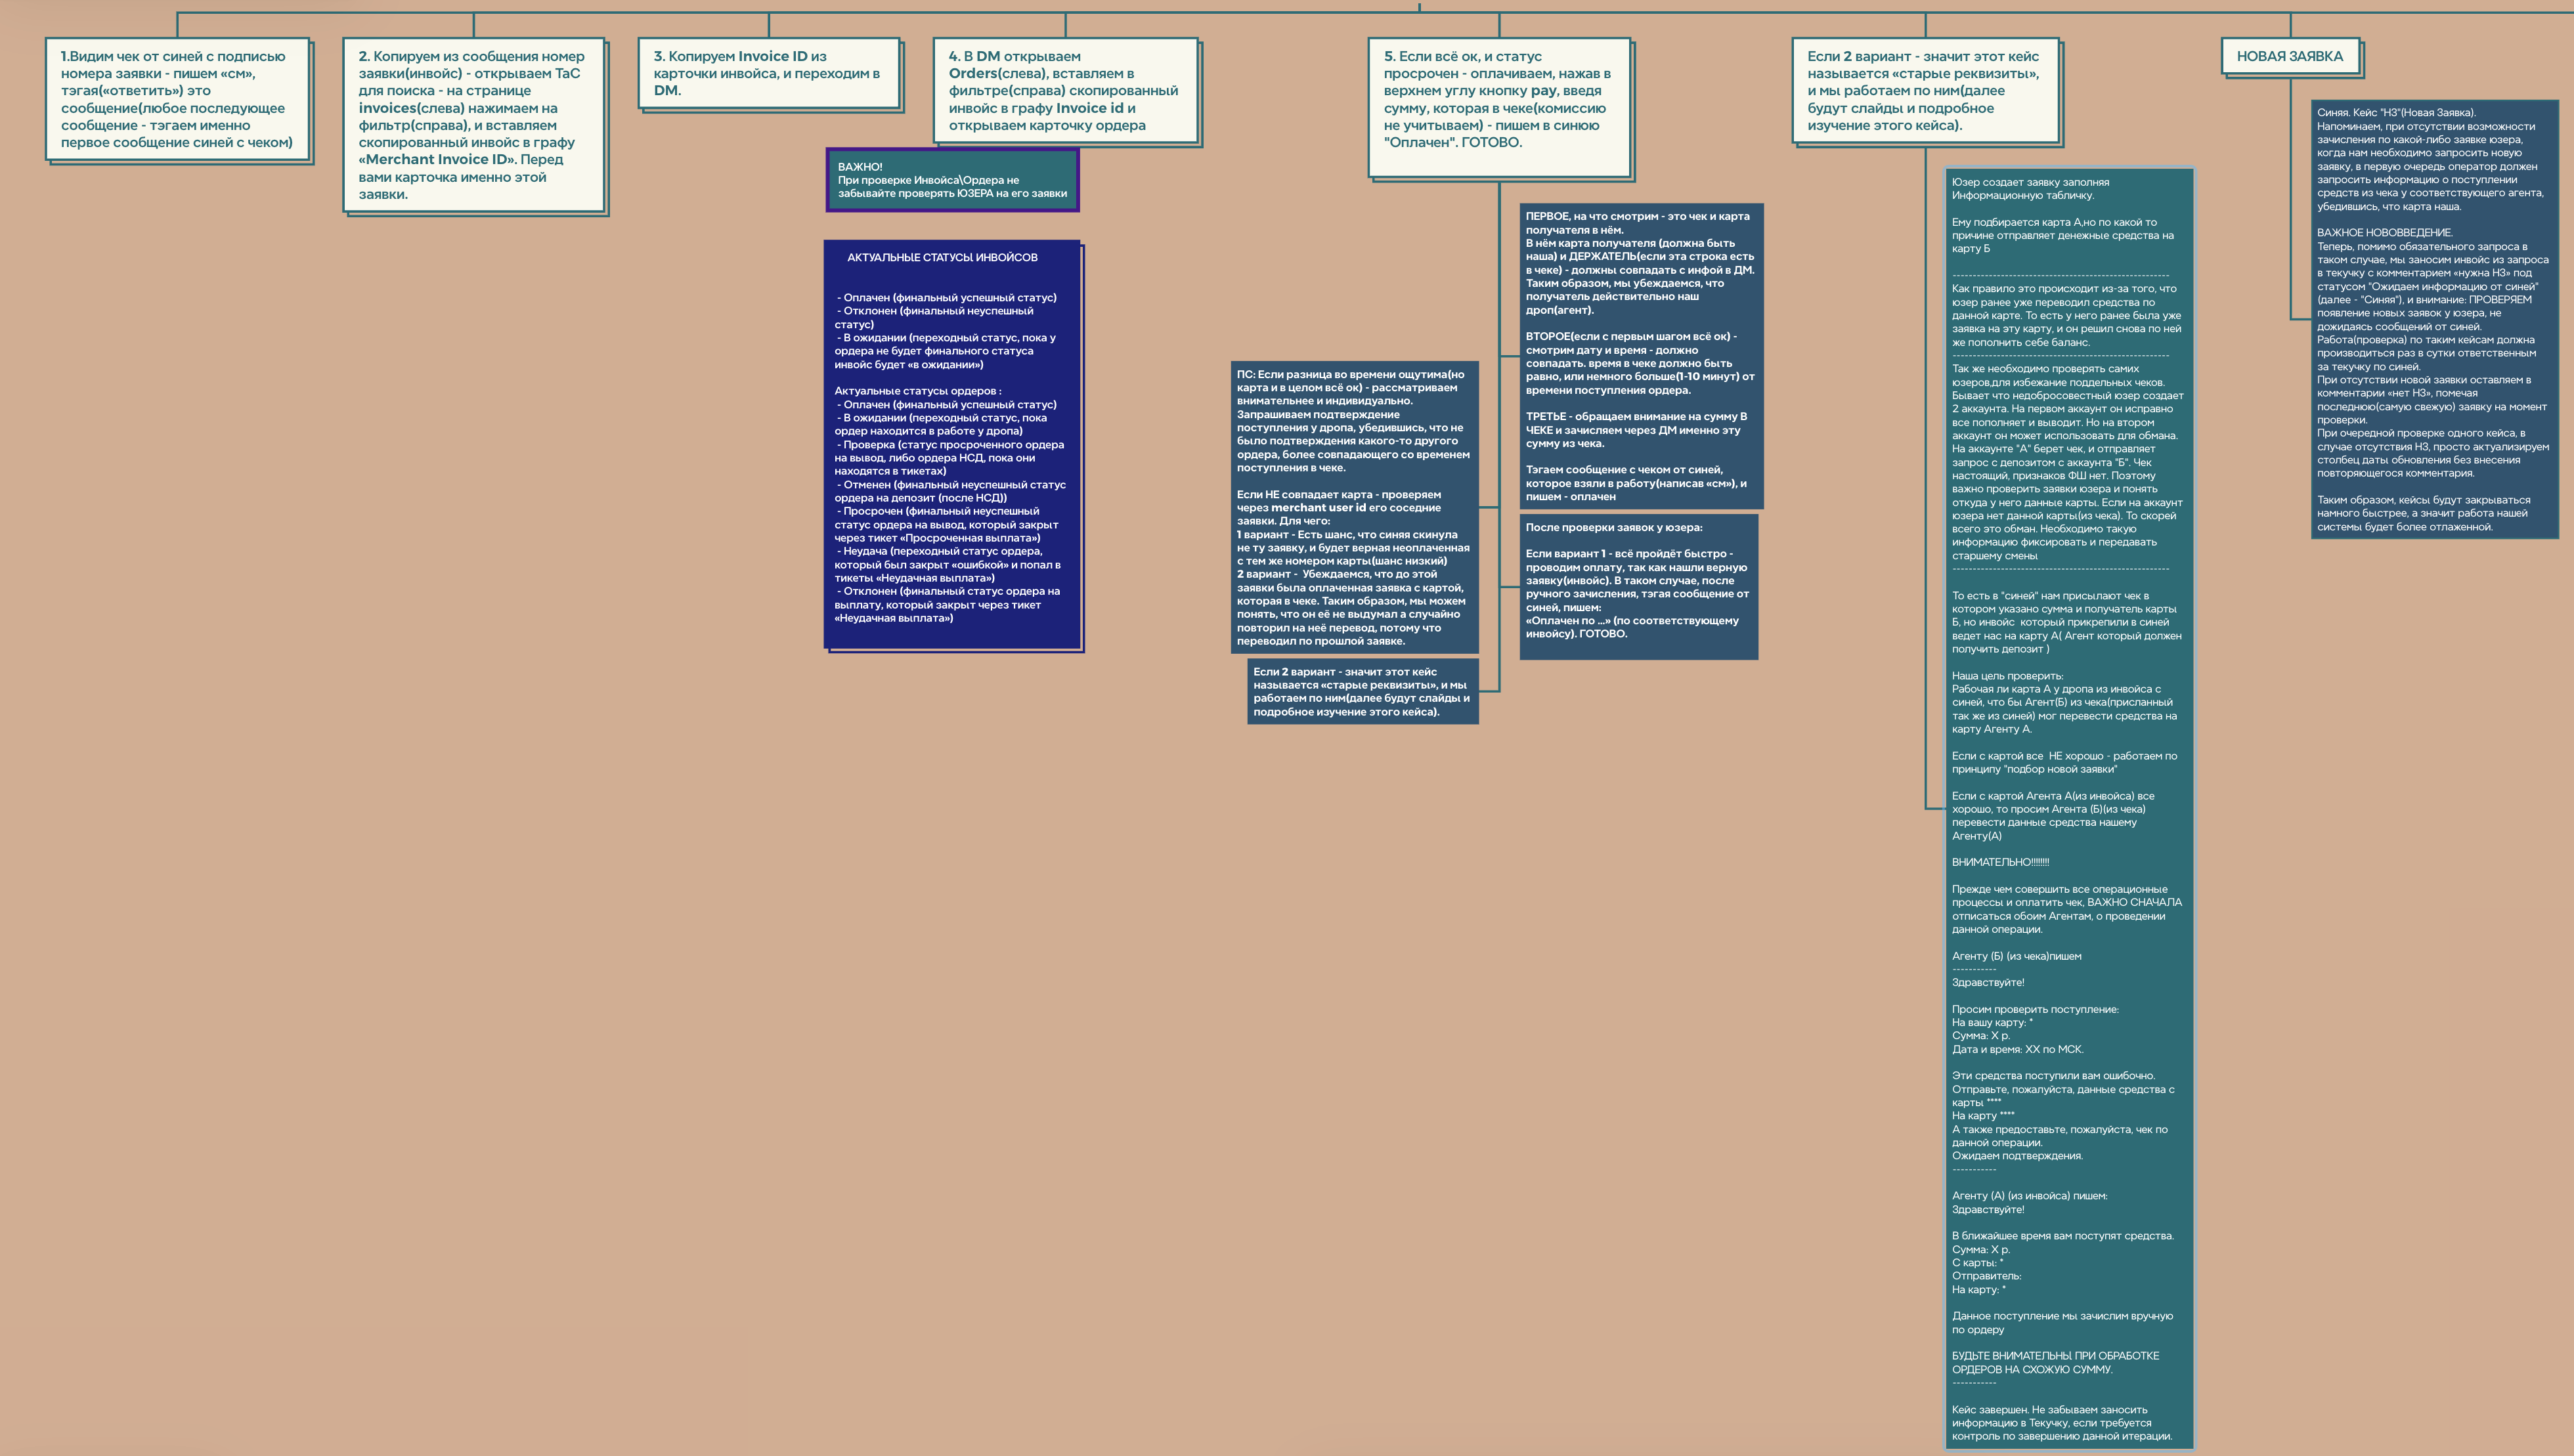 1.Видим чек от синей с подписью
номера заявки - пишем «см»,
тэгая(«ответить») это
сообщение(любое последующее
сообщение - тэгаем именно
первое сообщение синей с чеком)
2. Копируем из сообщения номер
заявки(инвойс) - открываем ТаС
для поиска - на странице
invoices(слева) нажимаем на
фильтр(справа), и вставляем
скопированный инвойс в графу
«Merchant Invoice ID». Перед
вами карточка именно этой
заявки.
3. Копируем Invoice ID из
карточки инвойса, и переходим в
DM.
4. В DM открываем
Orders(слева), вставляем в
фильтре(справа) скопированный
инвойс в графу Invoice id и
открываем карточку ордера
ВАЖНО!
При проверке Инвойса\Ордера не
забывайте проверять ЮЗЕРА на его заявки
АКТУАЛЬНЫЕ СТАТУСЫ ИНВОЙСОВ
- Оплачен (финальный успешный статус)
- Отклонен (финальный неуспешный
статус)
- В ожидании (переходный статус, пока у
ордера не будет финального статуса
инвойс будет «в ожидании»)
Актуальные статусы ордеров :
- Оплачен (финальный успешный статус)
- В ожидании (переходный статус, пока
ордер находится в работе у дропа)
- Проверка (статус просроченного ордера
на вывод, либо ордера НСД, пока они
находятся в тикетах)
- Отменен (финальный неуспешный статус
ордера на депозит (после НСД))
- Просрочен (финальный неуспешный
статус ордера на вывод, который закрыт
через тикет «Просроченная выплата»)
- Неудача (переходный статус ордера,
который был закрыт «ошибкой» и попал в
тикеты «Неудачная выплата»)
- Отклонен (финальный статус ордера на
выплату, который закрыт через тикет
«Неудачная выплата»)
5. Если всё ок, и статус
просрочен - оплачиваем, нажав в
верхнем углу кнопку pay, введя
сумму, которая в чеке(комиссию
не учитываем) - пишем в синюю
"Оплачен". ГОТОВО.
ПЕРВОЕ, на что смотрим - это чек и карта
получателя в нём.
В нём карта получателя (должна быть
наша) и ДЕРЖАТЕЛЬ(если эта строка есть
в чеке) - должны совпадать с инфой в ДМ.
Таким образом, мы убеждаемся, что
получатель действительно наш
дроп(агент).
ВТОРОЕ(если с первым шагом всё ок) -
смотрим дату и время - должно
совпадать. время в чеке должно быть
равно, или немного больше(1-10 минут) от
времени поступления ордера.
ТРЕТЬЕ - обращаем внимание на сумму В
ЧЕКЕ и зачисляем через ДМ именно эту
сумму из чека.
Тэгаем сообщение с чеком от синей,
которое взяли в работу(написав «см»), и
пишем - оплачен
ПС: Если разница во времени ощутима(но
карта и в целом всё ок) - рассматриваем
внимательнее и индивидуально.
Запрашиваем подтверждение
поступления у дропа, убедившись, что не
было подтверждения какого-то другого
ордера, более совпадающего со временем
поступления в чеке.
Если НЕ совпадает карта - проверяем
через merchant user id его соседние
заявки. Для чего:
1 вариант - Есть шанс, что синяя скинула
не ту заявку, и будет верная неоплаченная
с тем же номером карты(шанс низкий)
2 вариант -  Убеждаемся, что до этой
заявки была оплаченная заявка с картой,
которая в чеке. Таким образом, мы можем
понять, что он её не выдумал а случайно
повторил на неё перевод, потому что
переводил по прошлой заявке.
После проверки заявок у юзера:
Если вариант 1 - всё пройдёт быстро -
проводим оплату, так как нашли верную
заявку(инвойс). В таком случае, после
ручного зачисления, тэгая сообщение от
синей, пишем:
«Оплачен по ...» (по соответствующему
инвойсу). ГОТОВО.
Если 2 вариант - значит этот кейс
называется «старые реквизиты», и мы
работаем по ним(далее будут слайды и
подробное изучение этого кейса).
Если 2 вариант - значит этот кейс
называется «старые реквизиты»,
и мы работаем по ним(далее
будут слайды и подробное
изучение этого кейса).
Юзер создает заявку заполняя
Информационную табличку.
Ему подбирается карта А,но по какой то
причине отправляет денежные средства на
карту Б
----------------------------------------------------
Как правило это происходит из-за того, что
юзер ранее уже переводил средства по
данной карте. То есть у него ранее была уже
заявка на эту карту, и он решил снова по ней
же пополнить себе баланс.
----------------------------------------------------
Так же необходимо проверять самих
юзеров,для избежание поддельных чеков.
Бывает что недобросовестный юзер создает
2 аккаунта. На первом аккаунт он исправно
все пополняет и выводит. Но на втором
аккаунт он может использовать для обмана.
На аккаунте "А" берет чек, и отправляет
запрос с депозитом с аккаунта "Б". Чек
настоящий, признаков ФШ нет. Поэтому
важно проверить заявки юзера и понять
откуда у него данные карты. Если на аккаунт
юзера нет данной карты(из чека). То скорей
всего это обман. Необходимо такую
информацию фиксировать и передавать
старшему смены
----------------------------------------------------
То есть в "синей" нам присылают чек в
котором указано сумма и получатель карты
Б, но инвойс  который прикрепили в синей
ведет нас на карту А( Агент который должен
получить депозит )
Наша цель проверить:
Рабочая ли карта А у дропа из инвойса с
синей, что бы Агент(Б) из чека(присланный
так же из синей) мог перевести средства на
карту Агенту А.
Если с картой все  НЕ хорошо - работаем по
принципу "подбор новой заявки"
Если с картой Агента А(из инвойса) все
хорошо, то просим Агента (Б)(из чека)
перевести данные средства нашему
Агенту(А)
ВНИМАТЕЛЬНО!!!!!!!!
Прежде чем совершить все операционные
процессы и оплатить чек, ВАЖНО СНАЧАЛА
отписаться обоим Агентам, о проведении
данной операции.
Агенту (Б) (из чека)пишем
-----------
Здравствуйте!
Просим проверить поступление:
На вашу карту: *
Сумма: Х р.
Дата и время: ХХ по МСК.
Эти средства поступили вам ошибочно.
Отправьте, пожалуйста, данные средства с
карты ****
На карту ****
А также предоставьте, пожалуйста, чек по
данной операции.
Ожидаем подтверждения.
-----------
Агенту (А) (из инвойса) пишем:
Здравствуйте!
В ближайшее время вам поступят средства.
Сумма: Х р.
С карты: *
Отправитель:
На карту: *
Данное поступление мы зачислим вручную
по ордеру
БУДЬТЕ ВНИМАТЕЛЬНЫ ПРИ ОБРАБОТКЕ
ОРДЕРОВ НА СХОЖУЮ СУММУ.
-----------
Кейс завершен. Не забываем заносить
информацию в Текучку, если требуется
контроль по завершению данной итерации.
НОВАЯ ЗАЯВКА
Синяя. Кейс "НЗ"(Новая Заявка).
Напоминаем, при отсутствии возможности
зачисления по какой-либо заявке юзера,
когда нам необходимо запросить новую
заявку, в первую очередь оператор должен
запросить информацию о поступлении
средств из чека у соответствующего агента,
убедившись, что карта наша.
ВАЖНОЕ НОВОВВЕДЕНИЕ.
Теперь, помимо обязательного запроса в
таком случае, мы заносим инвойс из запроса
в текучку с комментарием «нужна НЗ» под
статусом "Ожидаем информацию от синей"
(далее - "Синяя"), и внимание: ПРОВЕРЯЕМ
появление новых заявок у юзера, не
дожидаясь сообщений от синей.
Работа(проверка) по таким кейсам должна
производиться раз в сутки ответственным
за текучку по синей.
При отсутствии новой заявки оставляем в
комментарии «нет НЗ», помечая
последнюю(самую свежую) заявку на момент
проверки.
При очередной проверке одного кейса, в
случае отсутствия НЗ, просто актуализируем
столбец даты обновления без внесения
повторяющегося комментария.
Таким образом, кейсы будут закрываться
намного быстрее, а значит работа нашей
системы будет более отлаженной.